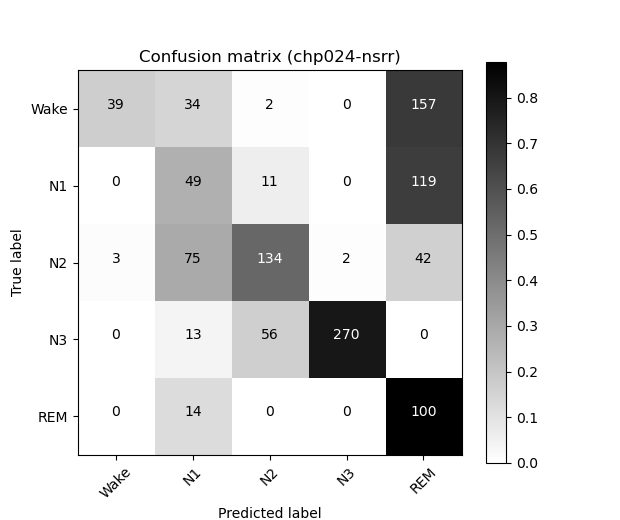 Confusion matrix (chp024-nsrr)
Wake 39 34 2 0 157
N1 0 49 11 0 119
N2 3 75 134 2 42
N3 0 13 56 270 0
REM 0 14 0 0 100
Wake N1 N2 N3 REM
Predicted label
True label
0.8
0.7
0.6
0.5
0.4
0.3
0.2
0.1
0.0